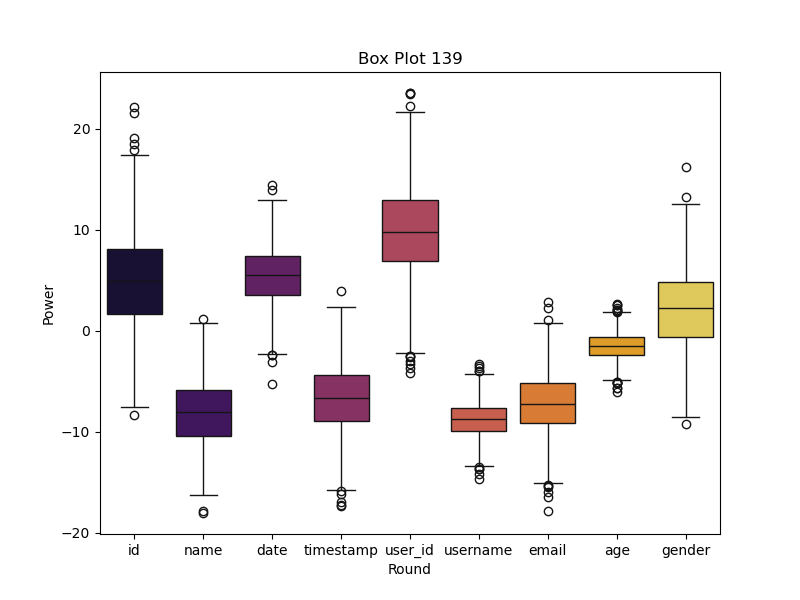 Box Plot 139
Power
20
10
0
−10
−20
id name date timestamp user_id username email age gender
Round